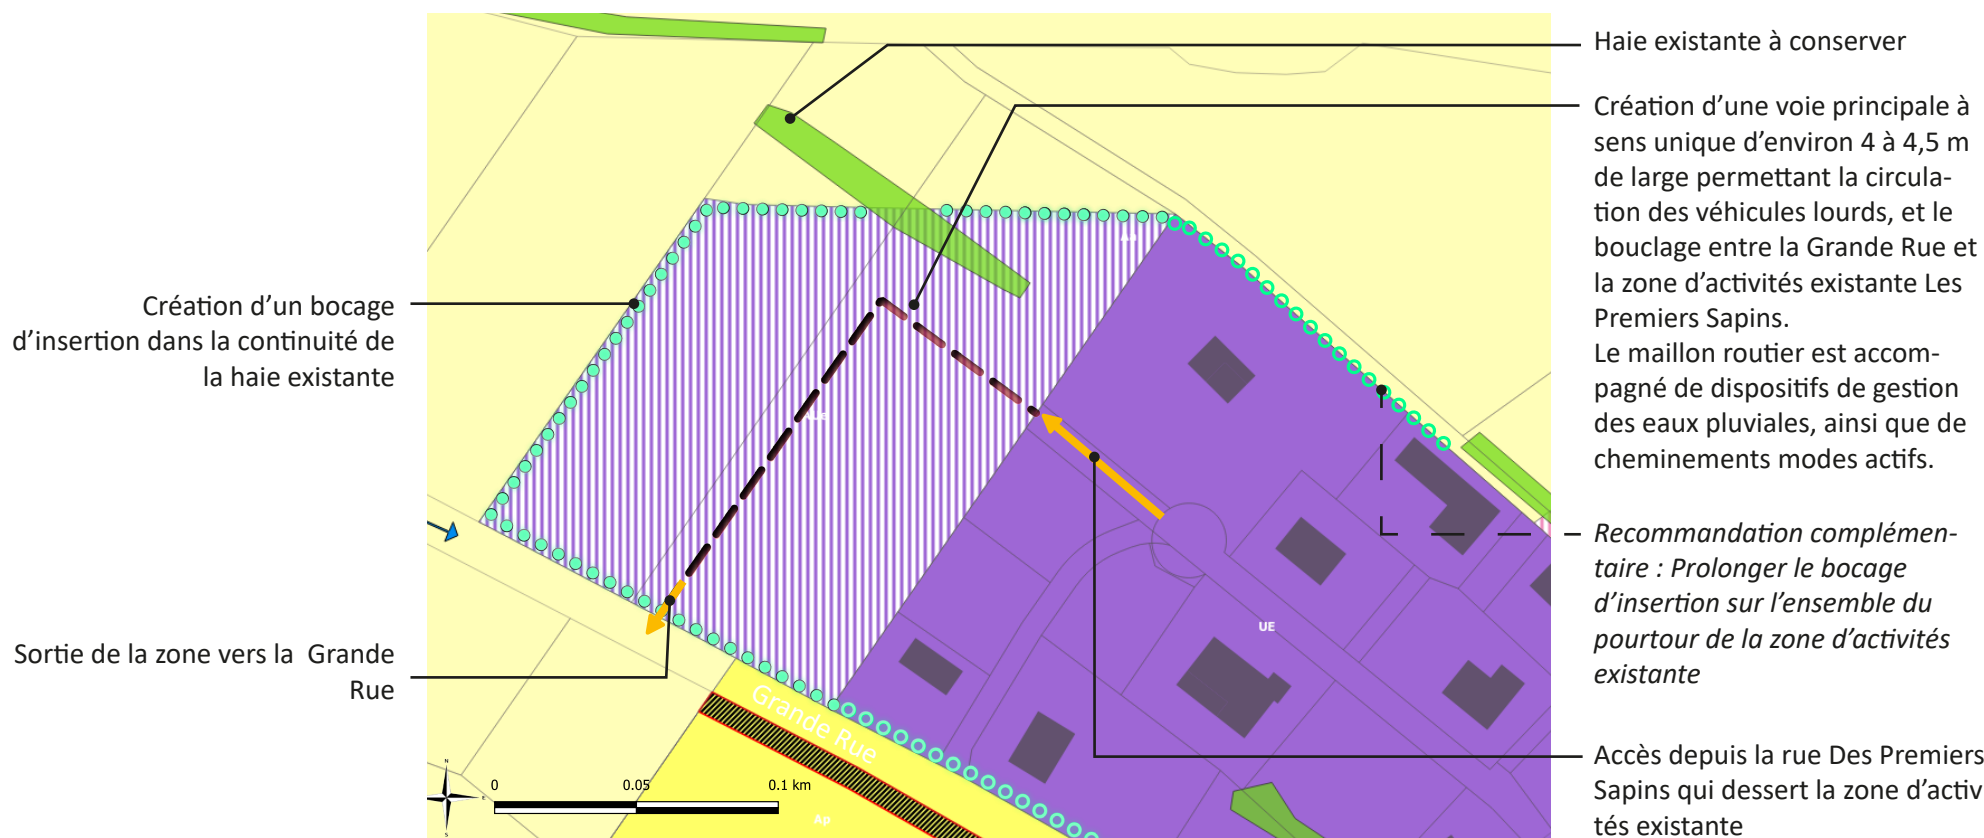 Haie existante à conserver
Création d’une voie principale à
sens unique d’environ 4 à 4,5 m
de large permettant la circula-
tion des véhicules lourds, et le
bouclage entre la Grande Rue et
la zone d’activités existante Les
Premiers Sapins.
Le maillon routier est accom-
pagné de dispositifs de gestion
des eaux pluviales, ainsi que de
cheminements modes actifs.
Recommandation complémen-
taire : Prolonger le bocage
d’insertion sur l’ensemble du
pourtour de la zone d’activités
existante
Accès depuis la rue Des Premiers
Sapins qui dessert la zone d’activ
tés existante
Création d’un bocage
d’insertion dans la continuité de
la haie existante
Sortie de la zone vers la Grande
Rue
UE
Grande Rue
Ap
0 0.05 0.1 km
N
E
S